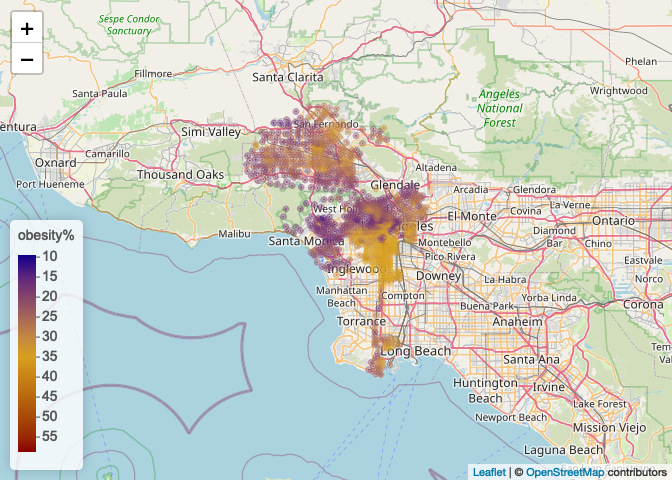 +
−
Sespe Condor
Sanctuary
Fillmore
Santa Clarita
Phelan
Santa Paula
Angeles
National
Forest
Wrightwood
San Fernando
Simi Valley
Oxnard
Camarillo
Thousand Oaks
Port Hueneme
Altadena
Glendale
Arcadia
Glendora
La Verne
Covina
Ontario
El Monte
West Ho
Malibu
Santa Monica
Diamond
Bar
Chino
Montebello
Pico Rivera
Eastvale
Inglewood
Downey
La Habra
Norco
Manhattan
Beach
Compton
Yorba Linda
Buena Park
Corona
Torrance
Anaheim
Long Beach
Santa Ana
Huntington
Beach
Irvine
Lake Forest
Newport Beach
Mission Viejo
Laguna Beach
obesity%
10
15
20
25
30
35
40
45
50
55
Leaflet | © OpenStreetMap contributors